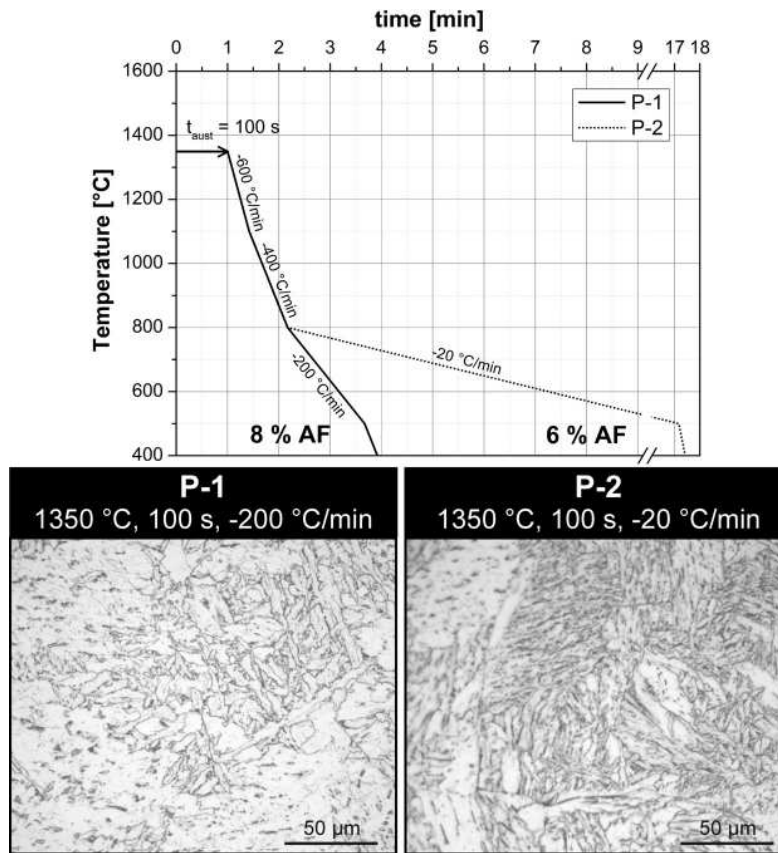 time [min]
0 1 2 3 4 5 6 7 8 9 17 18
Temperature [°C]
1600
1400
1200
1000
800
600
400
t_aust = 100 s
-600 °C/min
-400 °C/min
-200 °C/min
-20 °C/min
P-1
P-2
8 % AF
6 % AF
P-1
1350 °C, 100 s, -200 °C/min
50 µm
P-2
1350 °C, 100 s, -20 °C/min
50 µm